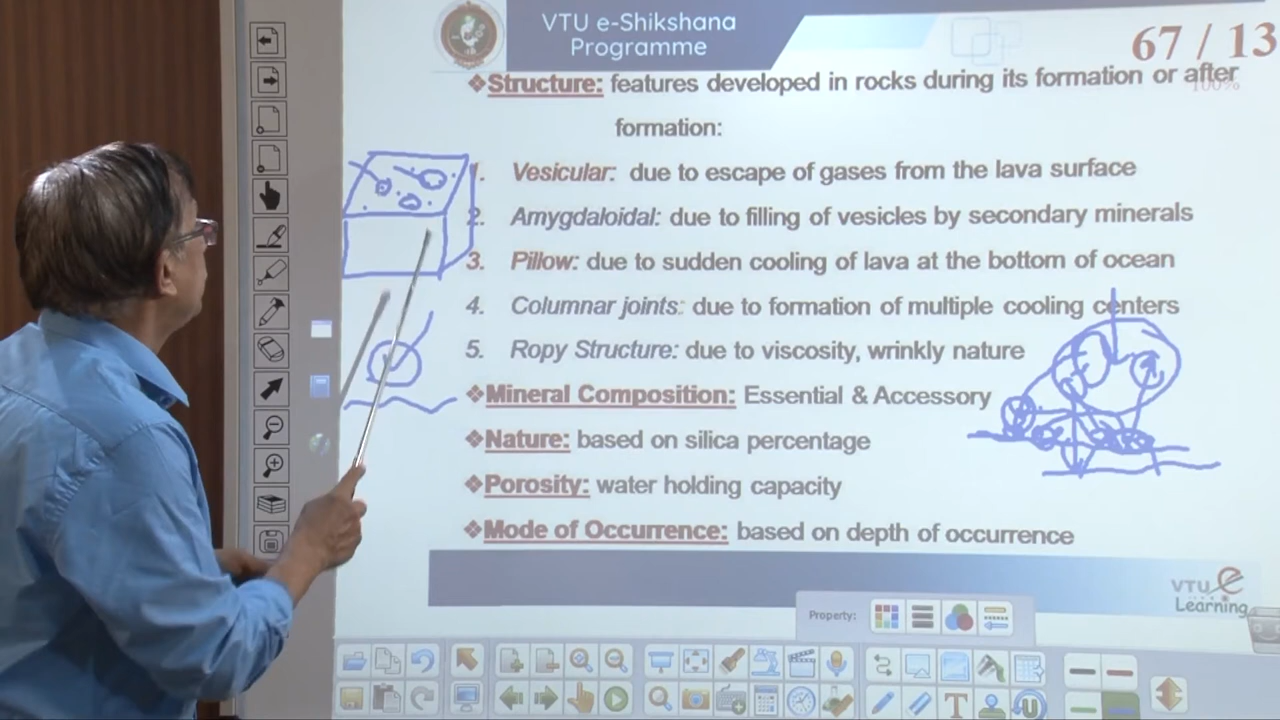 VTU e-Shikshana
Programme
67 / 13
100%
❖Structure: features developed in rocks during its formation or after
formation:
1. Vesicular: due to escape of gases from the lava surface
2. Amygdaloidal: due to filling of vesicles by secondary minerals
3. Pillow: due to sudden cooling of lava at the bottom of ocean
4. Columnar joints: due to formation of multiple cooling centers
5. Ropy Structure: due to viscosity, wrinkly nature
❖Mineral Composition: Essential & Accessory
❖Nature: based on silica percentage
❖Porosity: water holding capacity
❖Mode of Occurrence: based on depth of occurrence
VTU e
Learning
Property: